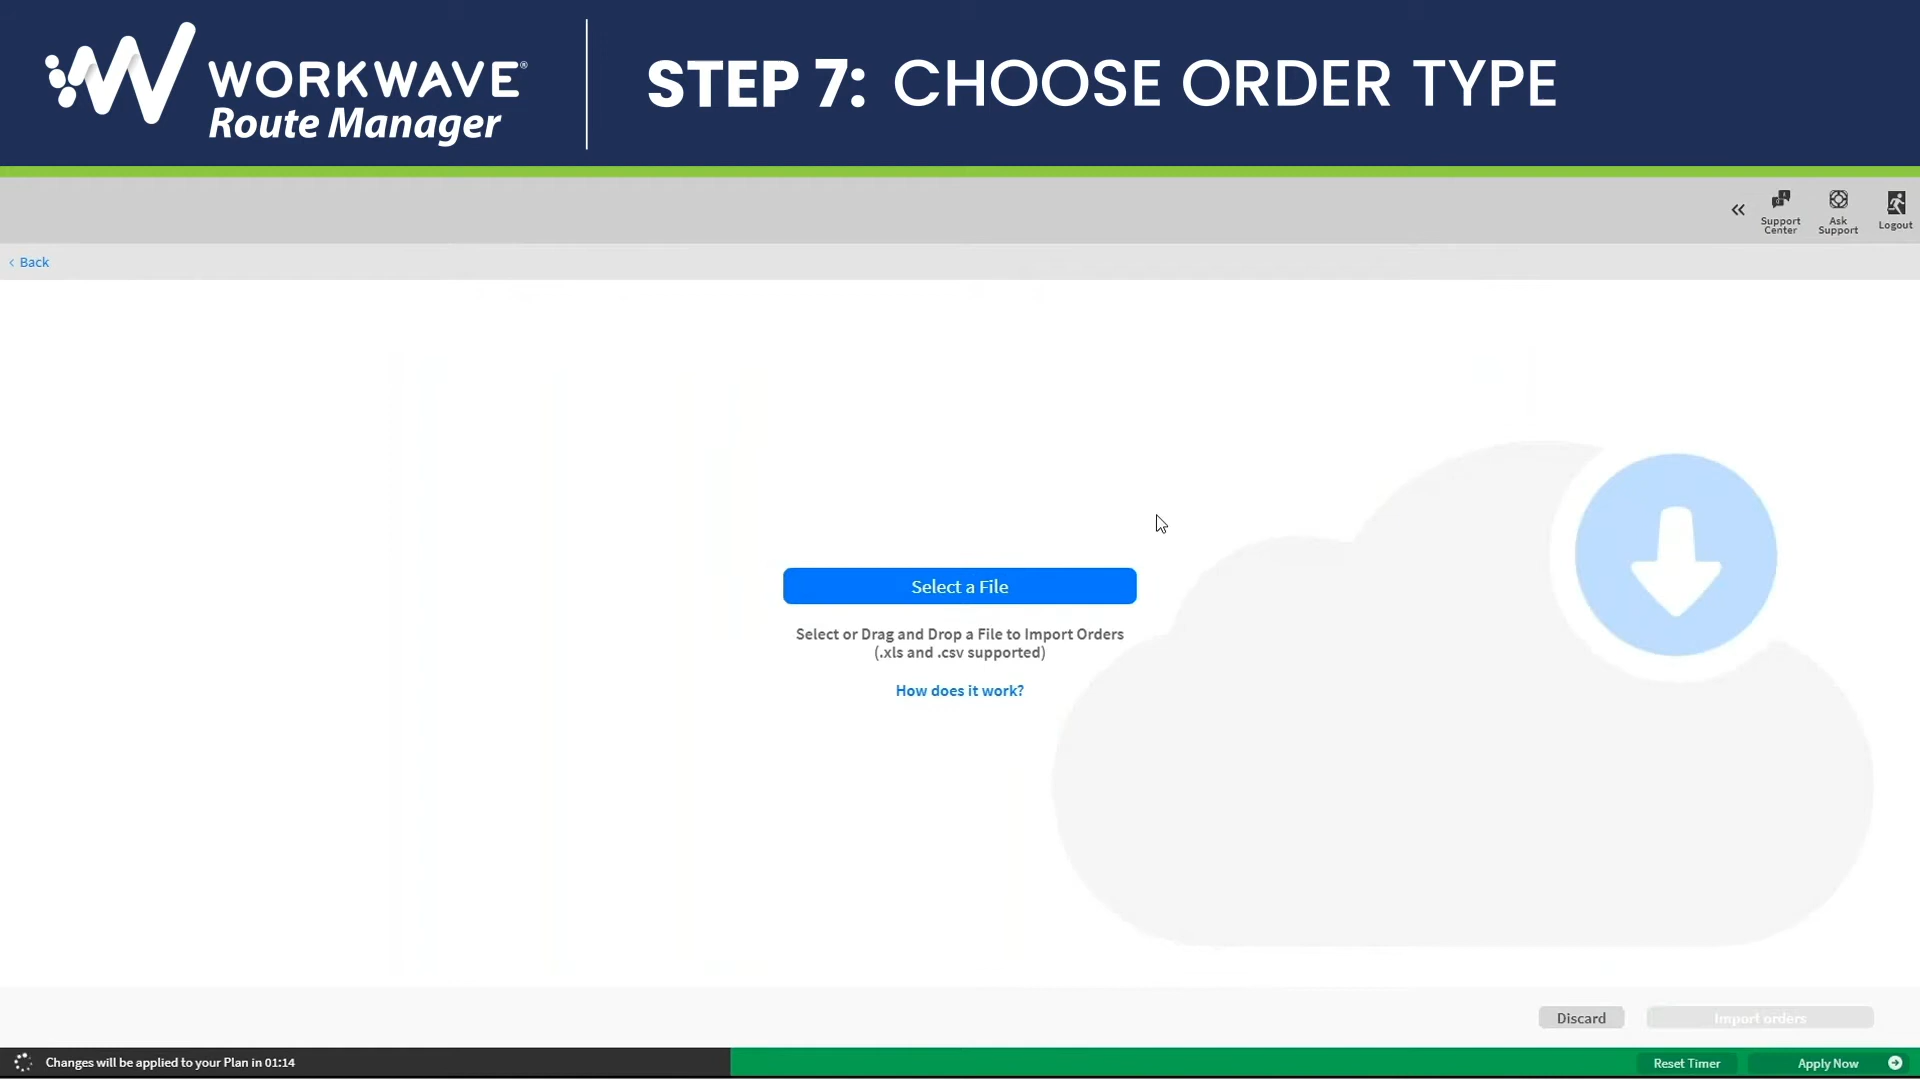 WORKWAVE®
Route Manager
STEP 7: CHOOSE ORDER TYPE
Support Center
Ask Support
Logout
Back
Select a File
Select or Drag and Drop a File to Import Orders
(.xls and .csv supported)
How does it work?
Discard
Import orders
Changes will be applied to your Plan in 01:14
Reset Timer
Apply Now